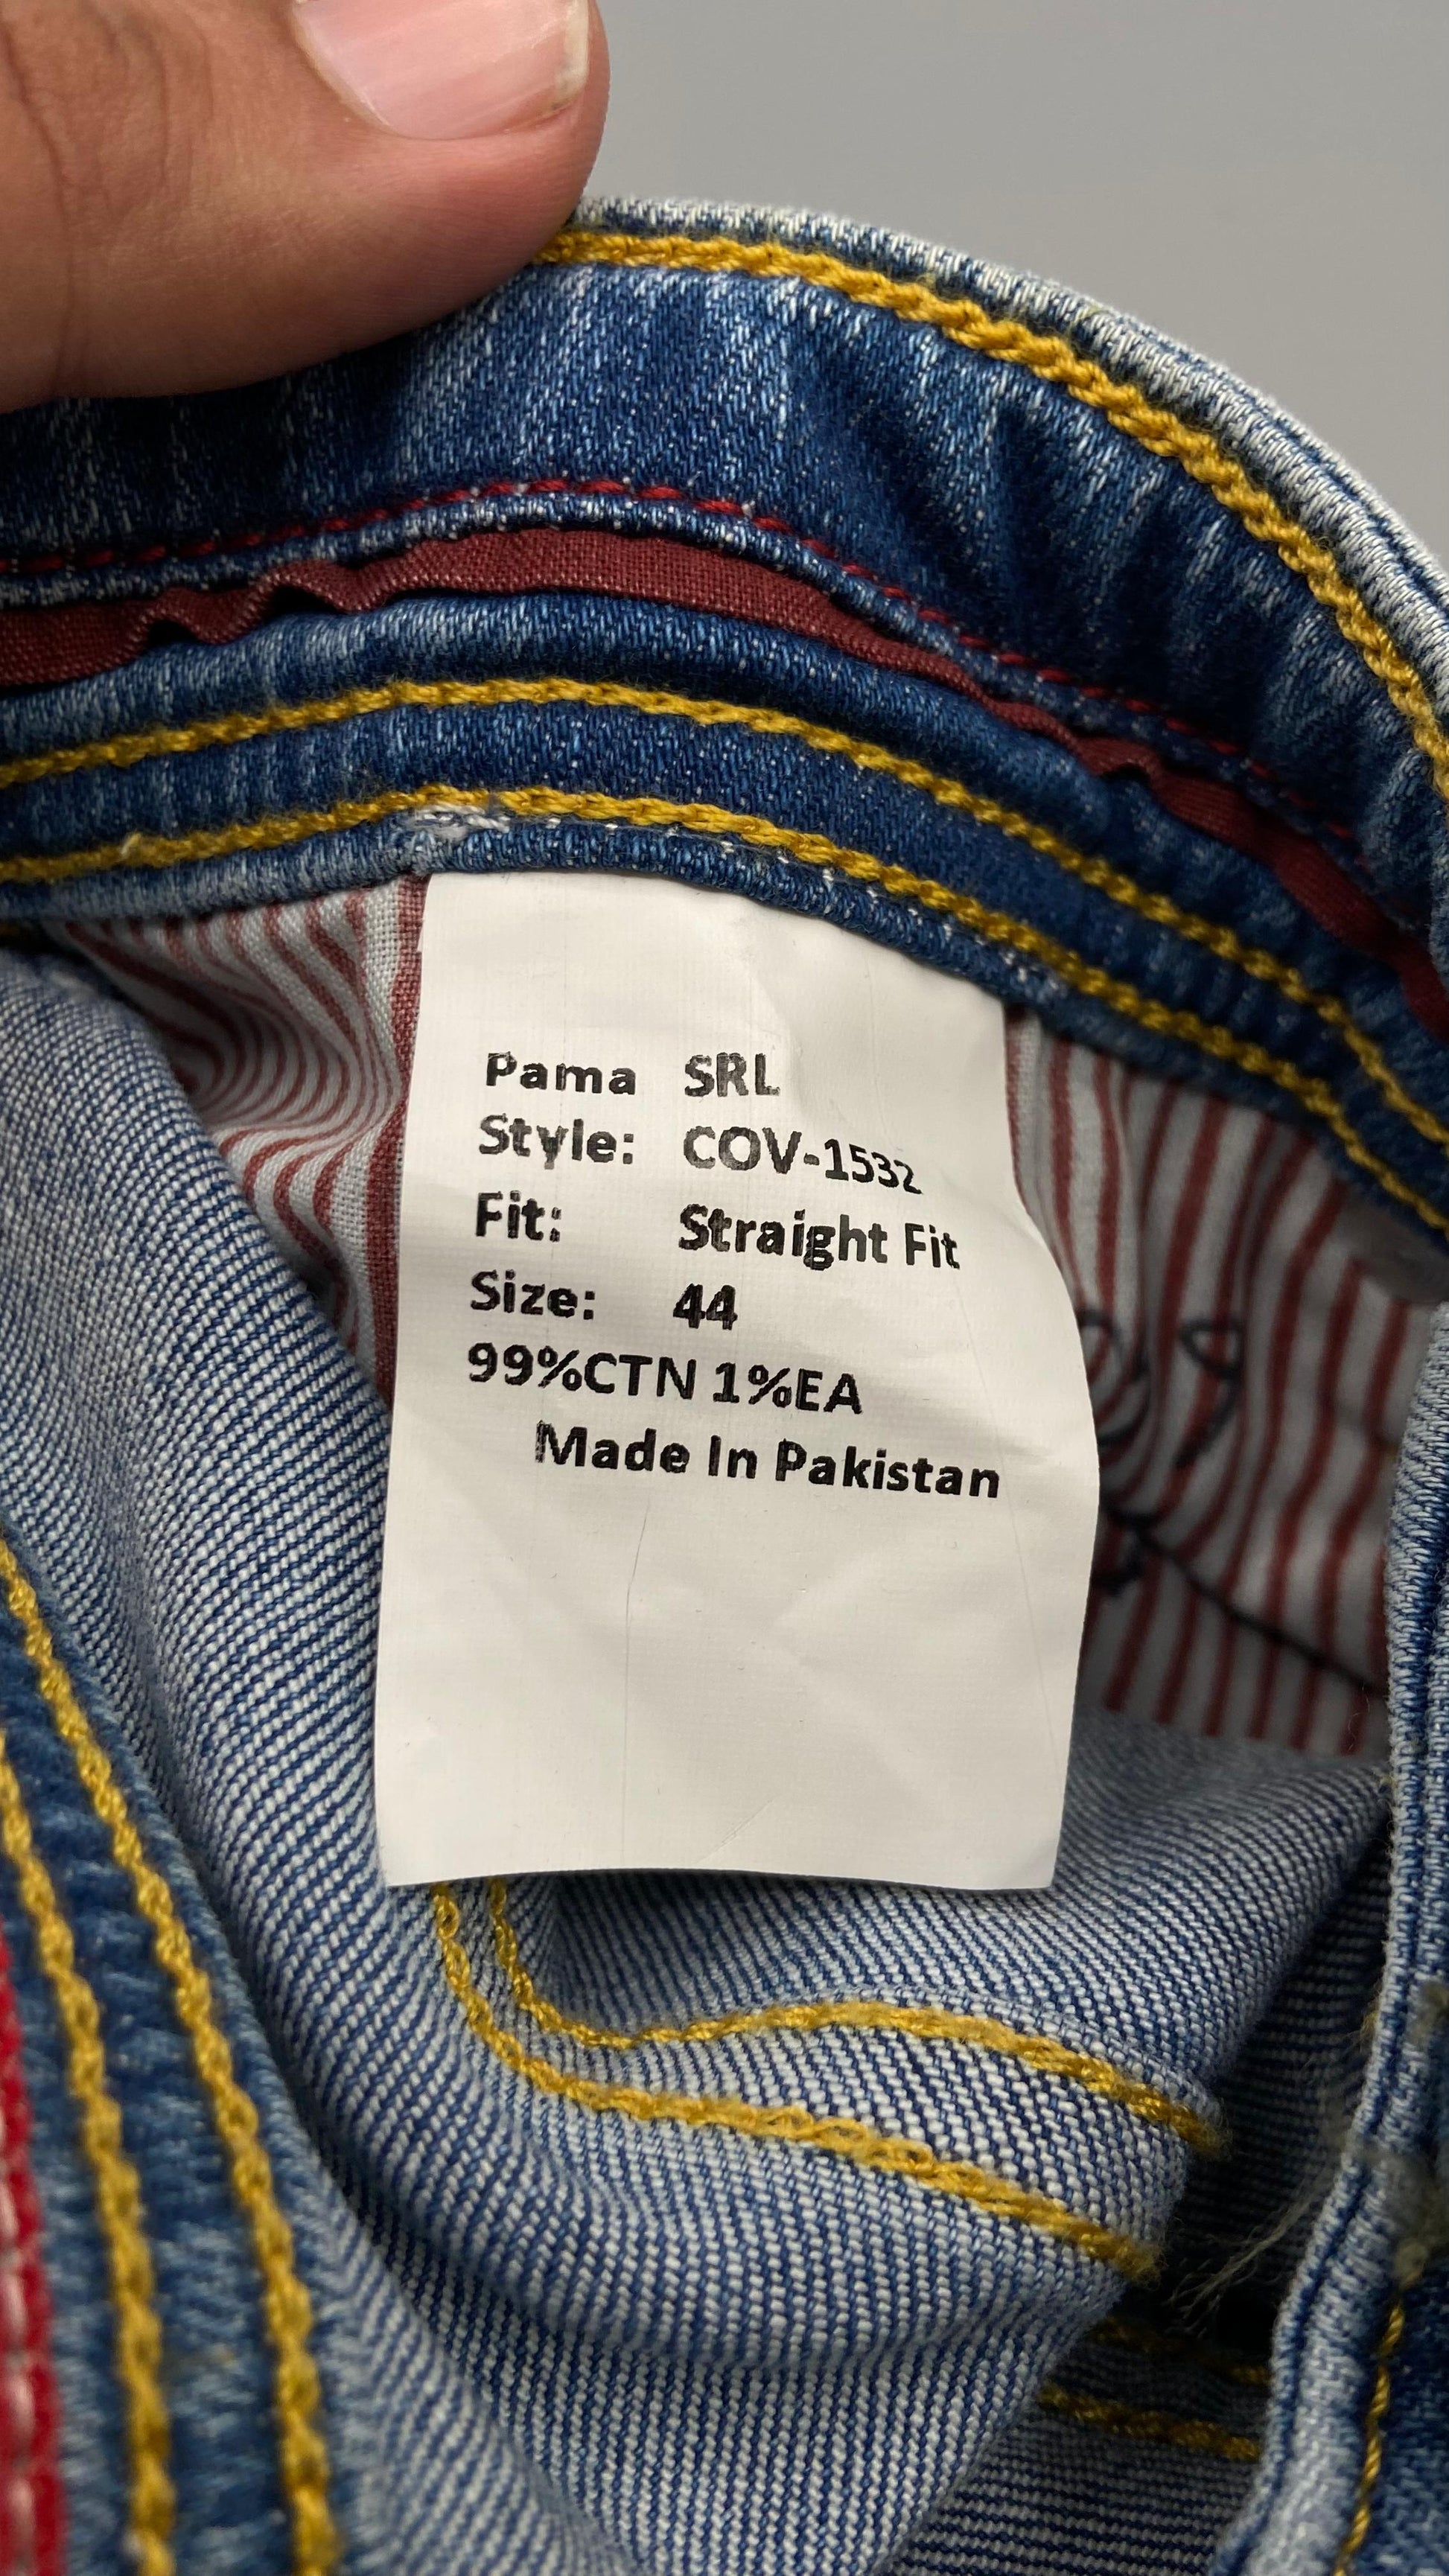 Pama SRL
Style: COV-1532
Fit: Straight Fit
Size: 44
99%CTN 1%EA
Made In Pakistan